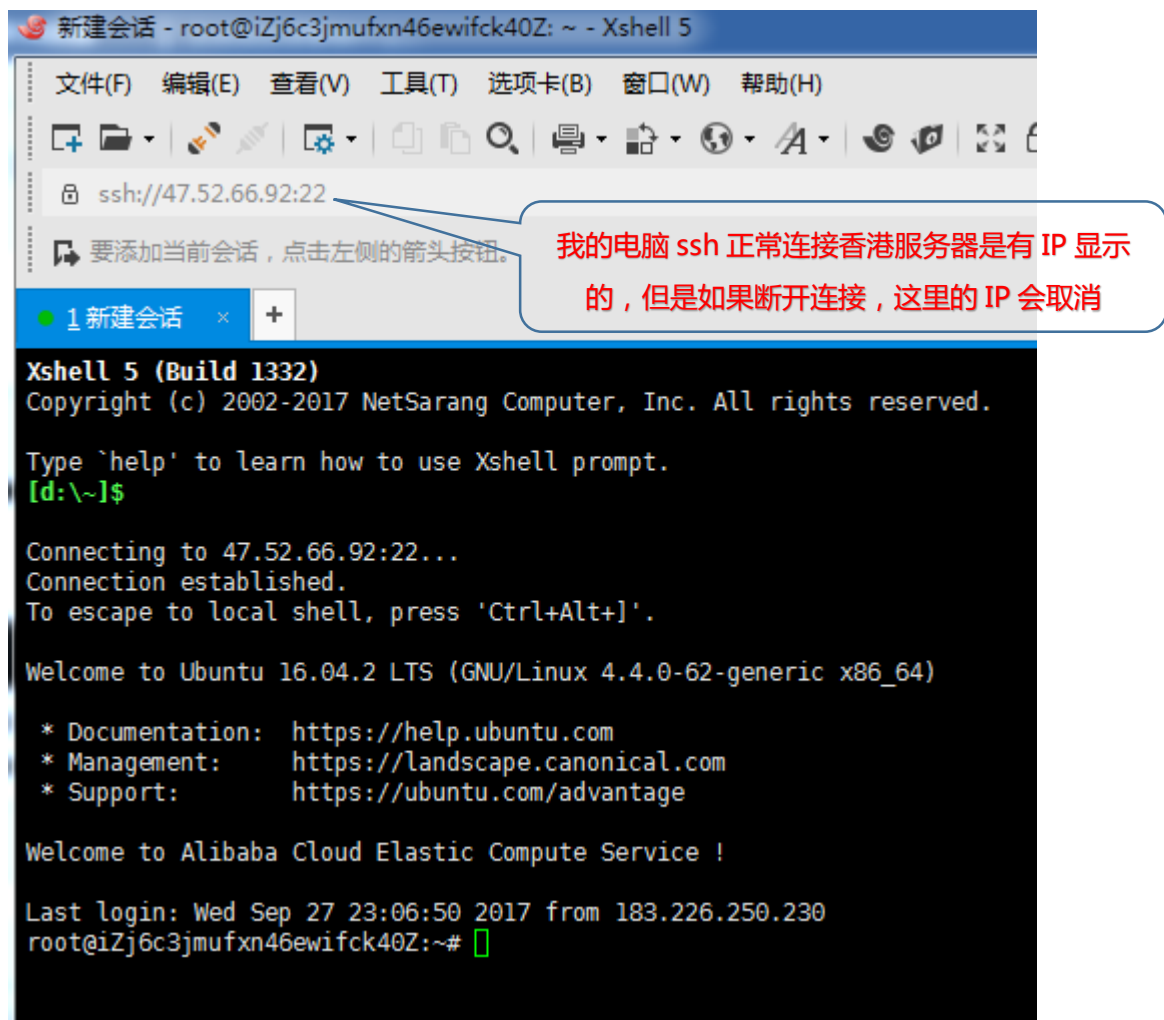 新建会话 - root@iZj6c3jmufxn46ewifck40Z: ~ - Xshell 5
文件(F) 编辑(E) 查看(V) 工具(T) 选项卡(B) 窗口(W) 帮助(H)
ssh://47.52.66.92:22
我的电脑 ssh 正常连接香港服务器是有 IP 显示
的，但是如果断开连接，这里的 IP 会取消
要添加当前会话，点击左侧的箭头按钮。
1 新建会话 × +
Xshell 5 (Build 1332)
Copyright (c) 2002-2017 NetSarang Computer, Inc. All rights reserved.
Type `help' to learn how to use Xshell prompt.
[d:\~]$
Connecting to 47.52.66.92:22...
Connection established.
To escape to local shell, press 'Ctrl+Alt+]'.
Welcome to Ubuntu 16.04.2 LTS (GNU/Linux 4.4.0-62-generic x86_64)
* Documentation: https://help.ubuntu.com
* Management: https://landscape.canonical.com
* Support: https://ubuntu.com/advantage
Welcome to Alibaba Cloud Elastic Compute Service !
Last login: Wed Sep 27 23:06:50 2017 from 183.226.250.230
root@iZj6c3jmufxn46ewifck40Z:~#